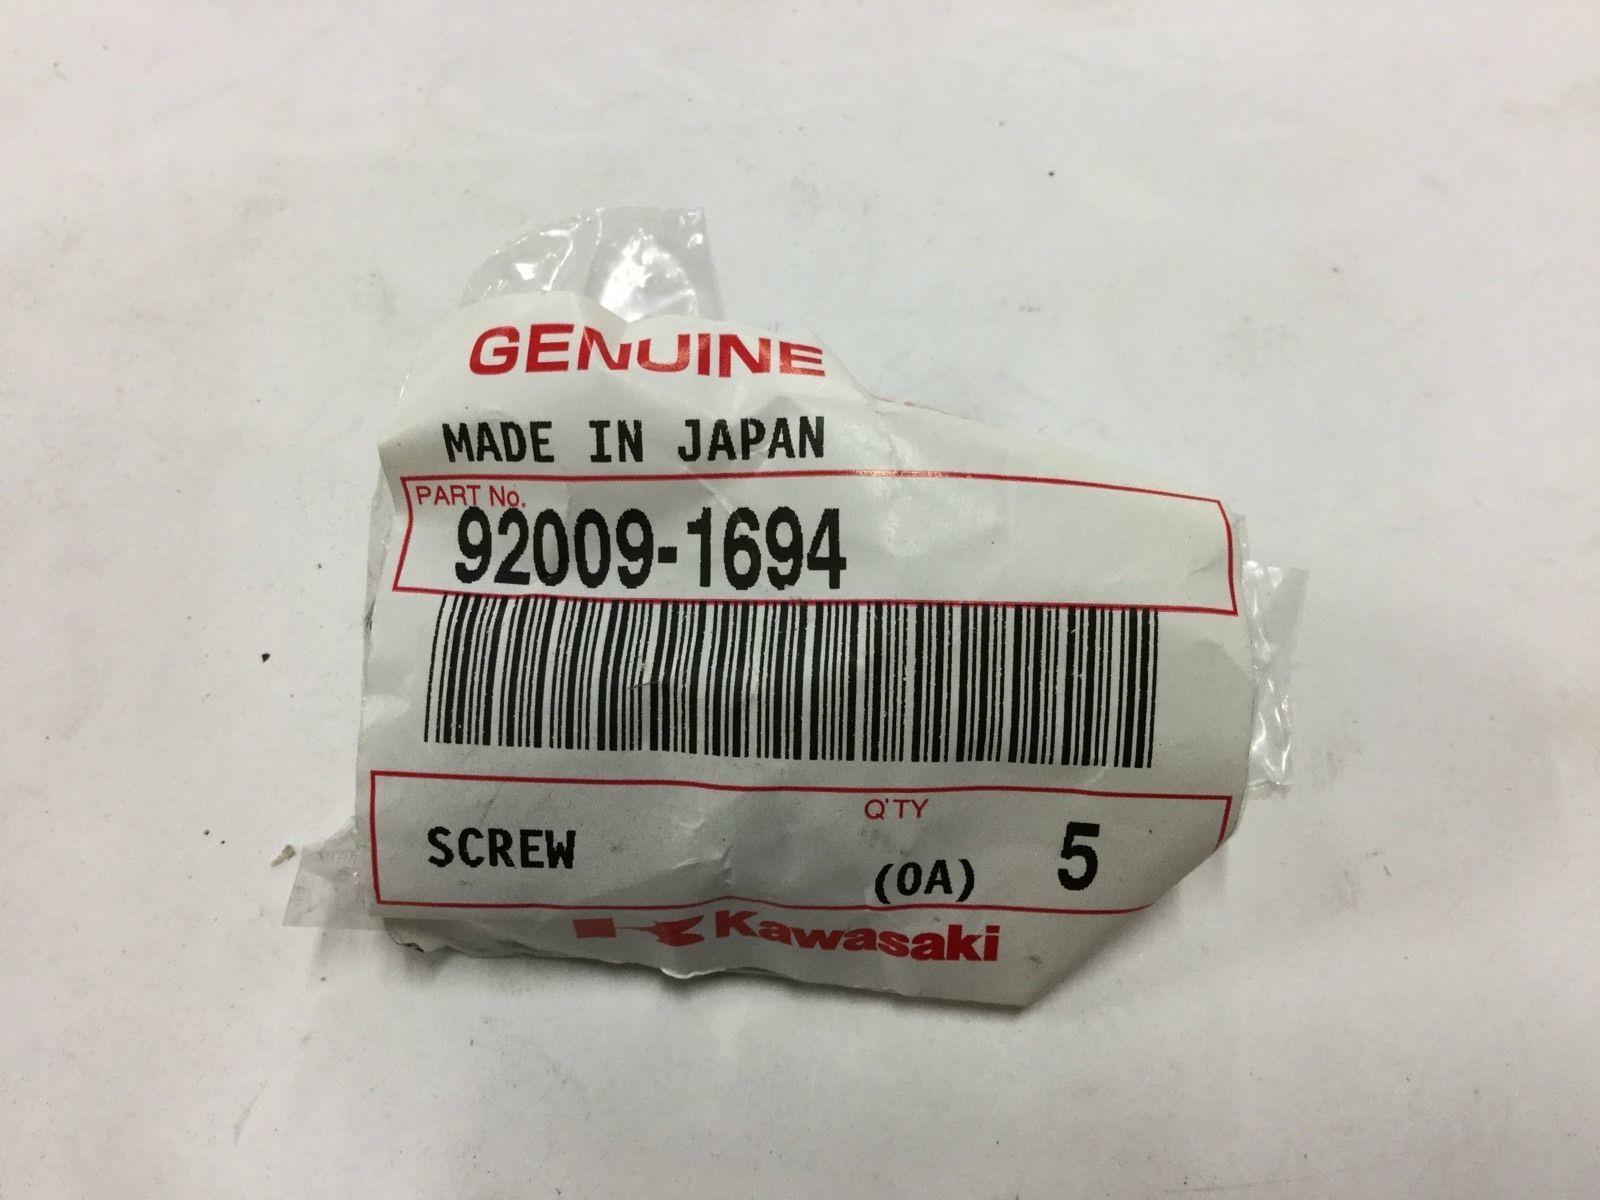 GENUINE
MADE IN JAPAN
PART No.
92009-1694
Q'TY
SCREW (0A) 5
Kawasaki